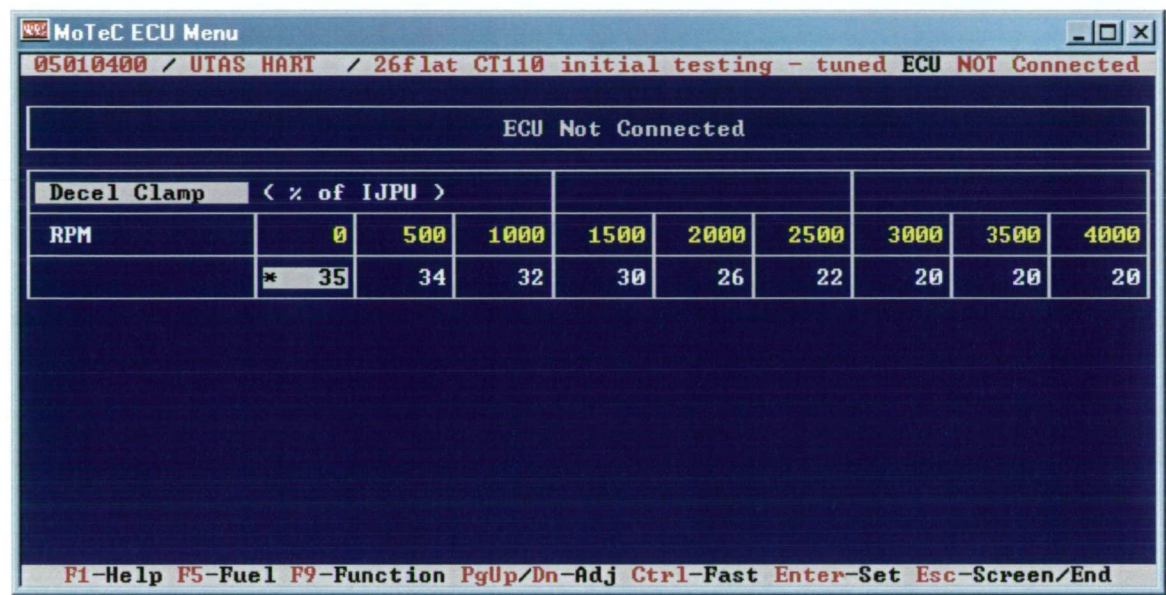 MoTeC ECU Menu
05010400 / UTAS HART / 26flat CT110 initial testing - tuned ECU NOT Connected
ECU Not Connected
Decel Clamp ( % of IJPU )
RPM 0 500 1000 1500 2000 2500 3000 3500 4000
* 35 34 32 30 26 22 20 20 20
F1-Help F5-Fuel F9-Function PgUp/Dn-Adj Ctrl-Fast Enter-Set Esc-Screen/End